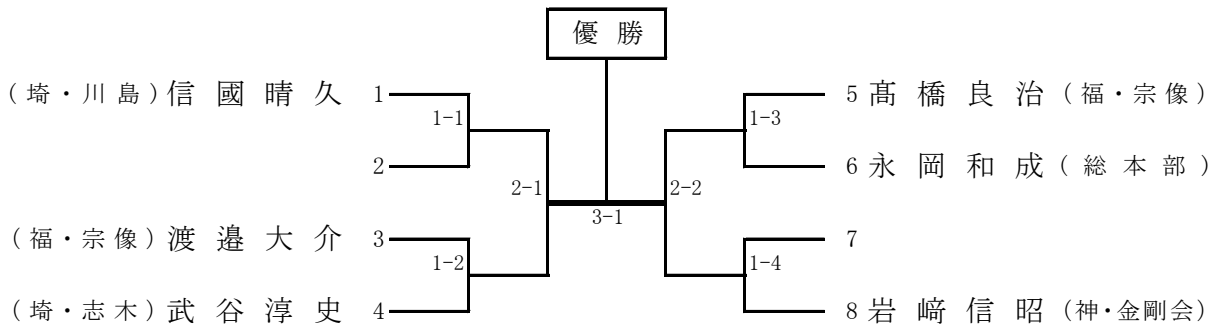 優勝
(埼・川島)信國晴久 1
1-1
2
2-1
(福・宗像)渡邉大介 3
1-2
(埼・志木)武谷淳史 4
3-1
5 髙橋良治(福・宗像)
1-3
6 永岡和成(総本部)
2-2
7
1-4
8 岩﨑信昭(神・金剛会)